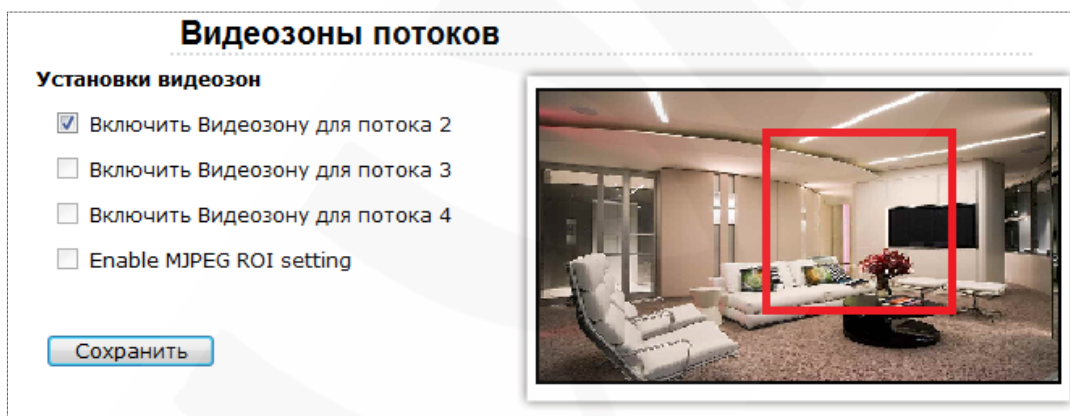 Видеозоны потоков
Установки видеозон
Включить Видеозону для потока 2
Включить Видеозону для потока 3
Включить Видеозону для потока 4
Enable MJPEG ROI setting
Сохранить